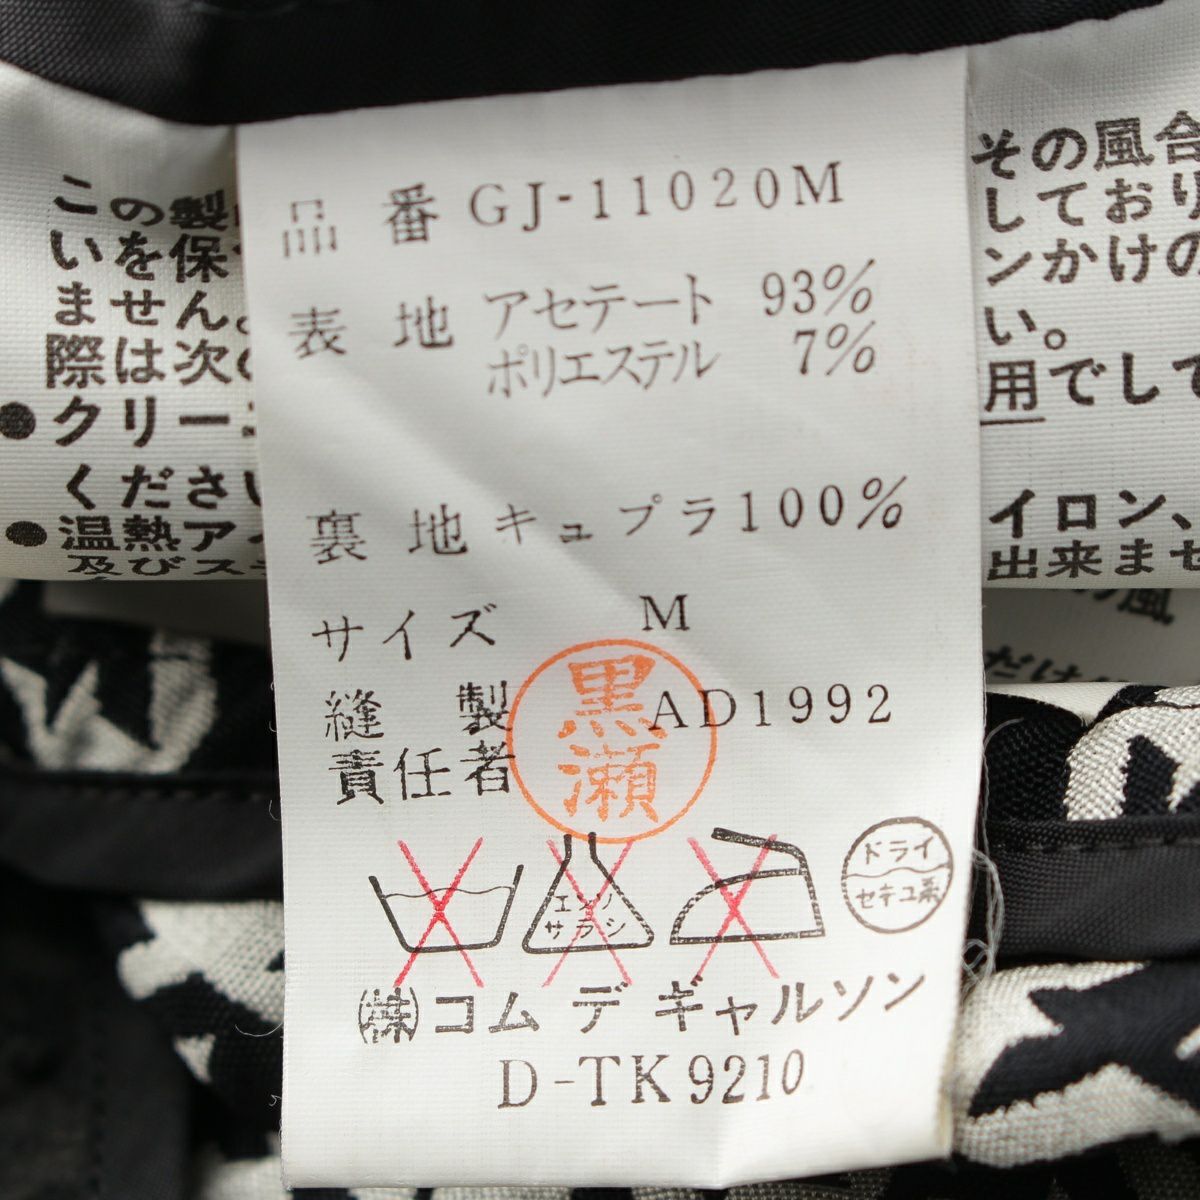 品番 GJ-11020M
表地 アセテート 93%
ポリエステル 7%
裏地 キュプラ 100%
サイズ M
縫製 AD1992
責任者
黒瀬
エンソ
サラシ
ドライ
セキユ系
㈱コム デ ギャルソン
D-TK9210
この製
いを保
ません。
際は次の
●クリー
ください
●温熱ア
及びス
その風合
しており
ンかけの
い。
用でして
イロン、
出来ませ
風
だけ